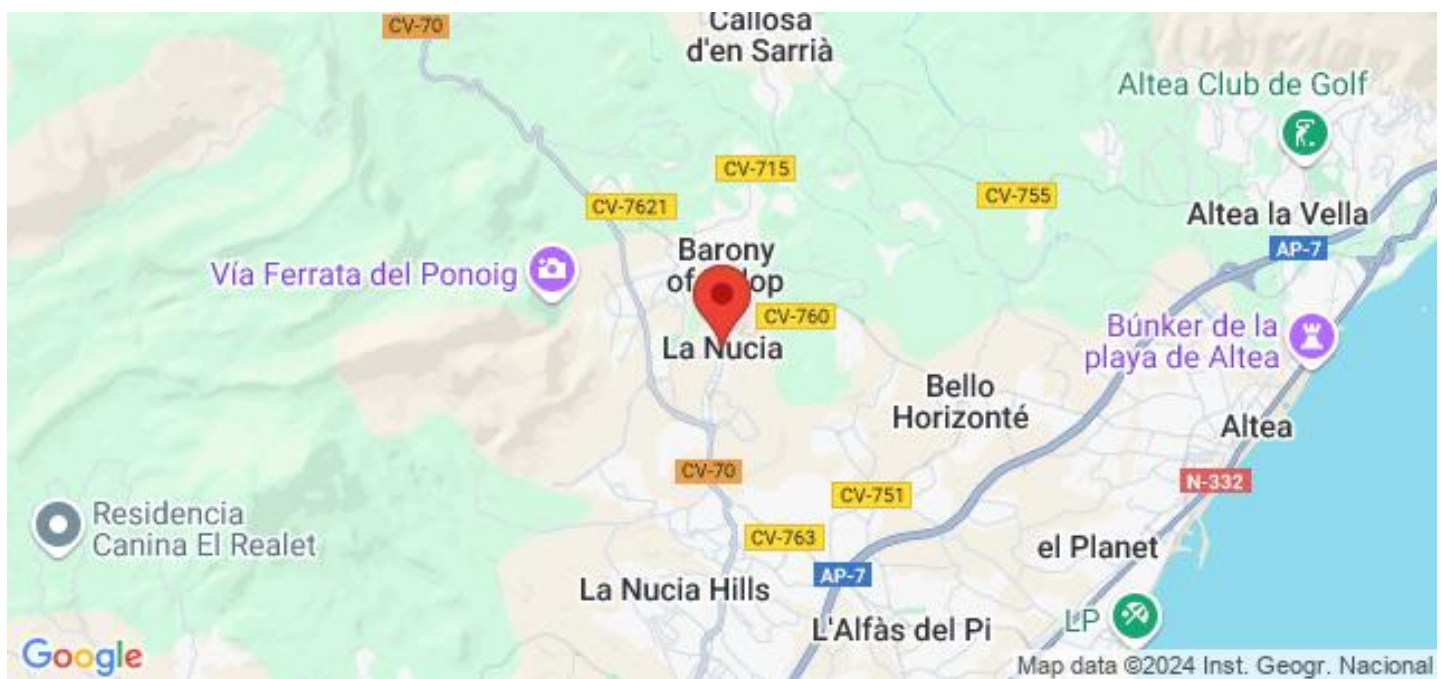 CV-70
Callosa
d'en Sarrià
Altea Club de Golf
CV-715
CV-7621
CV-755
Altea la Vella
AP-7
Vía Ferrata del Ponoig
Barony
CV-760
La Nucia
Búnker de la
playa de Altea
Bello
Horizonté
Altea
CV-70
N-332
CV-751
Residencia
Canina El Realet
CV-763
el Planet
AP-7
La Nucia Hills
L'Alfàs del Pi
LP
Google
Map data ©2024 Inst. Geogr. Nacional